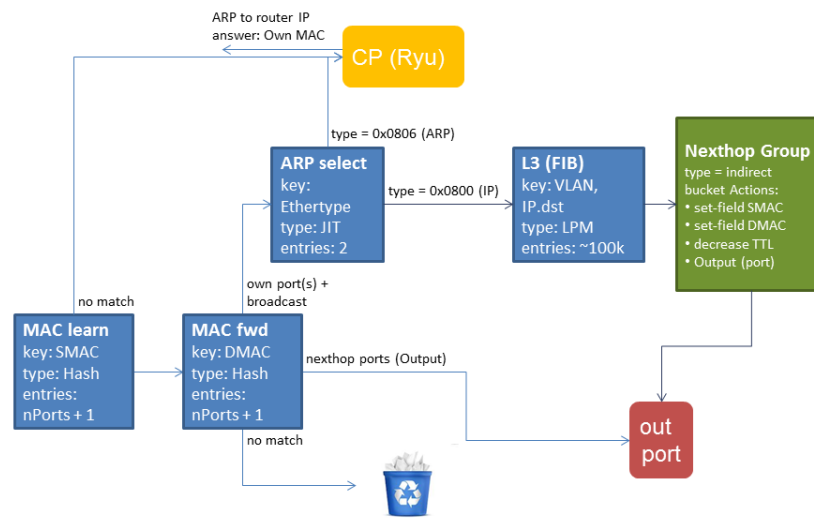 ARP to router IP
answer: Own MAC
CP (Ryu)
type = 0x0806 (ARP)
ARP select
key:
Ethertype
type: JIT
entries: 2
type = 0x0800 (IP)
L3 (FIB)
key: VLAN,
IP.dst
type: LPM
entries: ~100k
Nexthop Group
type = indirect
bucket Actions:
• set-field SMAC
• set-field DMAC
• decrease TTL
• Output (port)
own port(s) +
broadcast
no match
MAC learn
key: SMAC
type: Hash
entries:
nPorts + 1
MAC fwd
key: DMAC
type: Hash
entries:
nPorts + 1
nexthop ports (Output)
no match
out
port